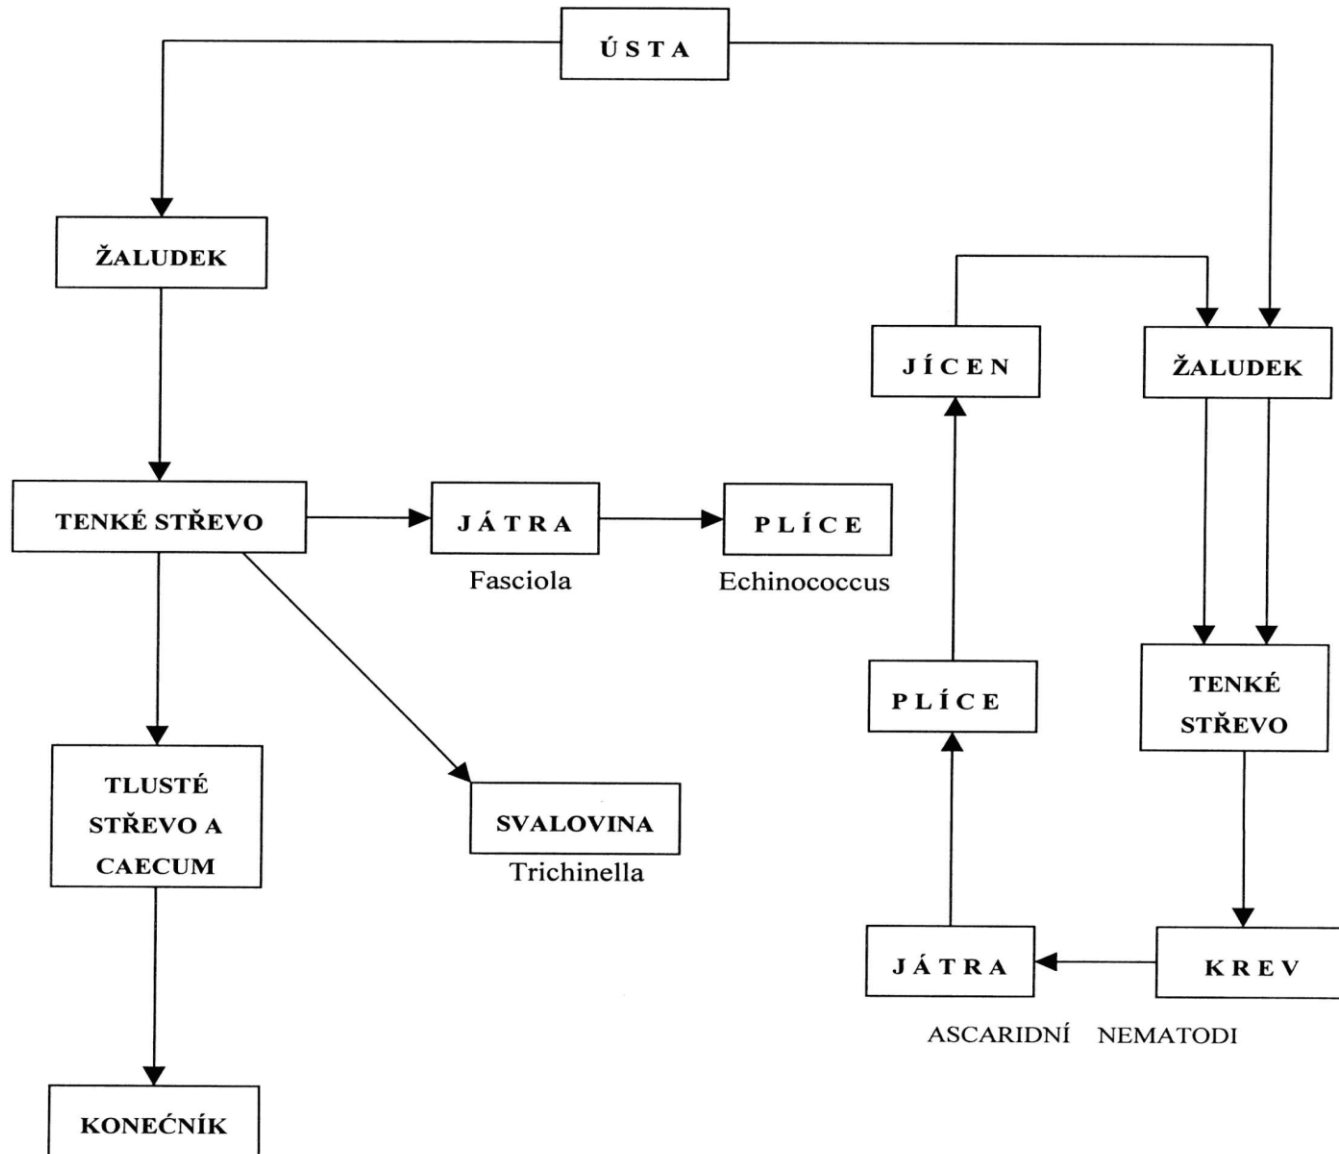 Ú S T A
ŽALUDEK
J Í C E N
ŽALUDEK
TENKÉ STŘEVO
J Á T R A
P L Í C E
Fasciola
Echinococcus
P L Í C E
TENKÉ
STŘEVO
TLUSTÉ
STŘEVO A
CAECUM
SVALOVINA
Trichinella
J Á T R A
K R E V
ASCARIDNÍ NEMATODI
KONEĆNÍK